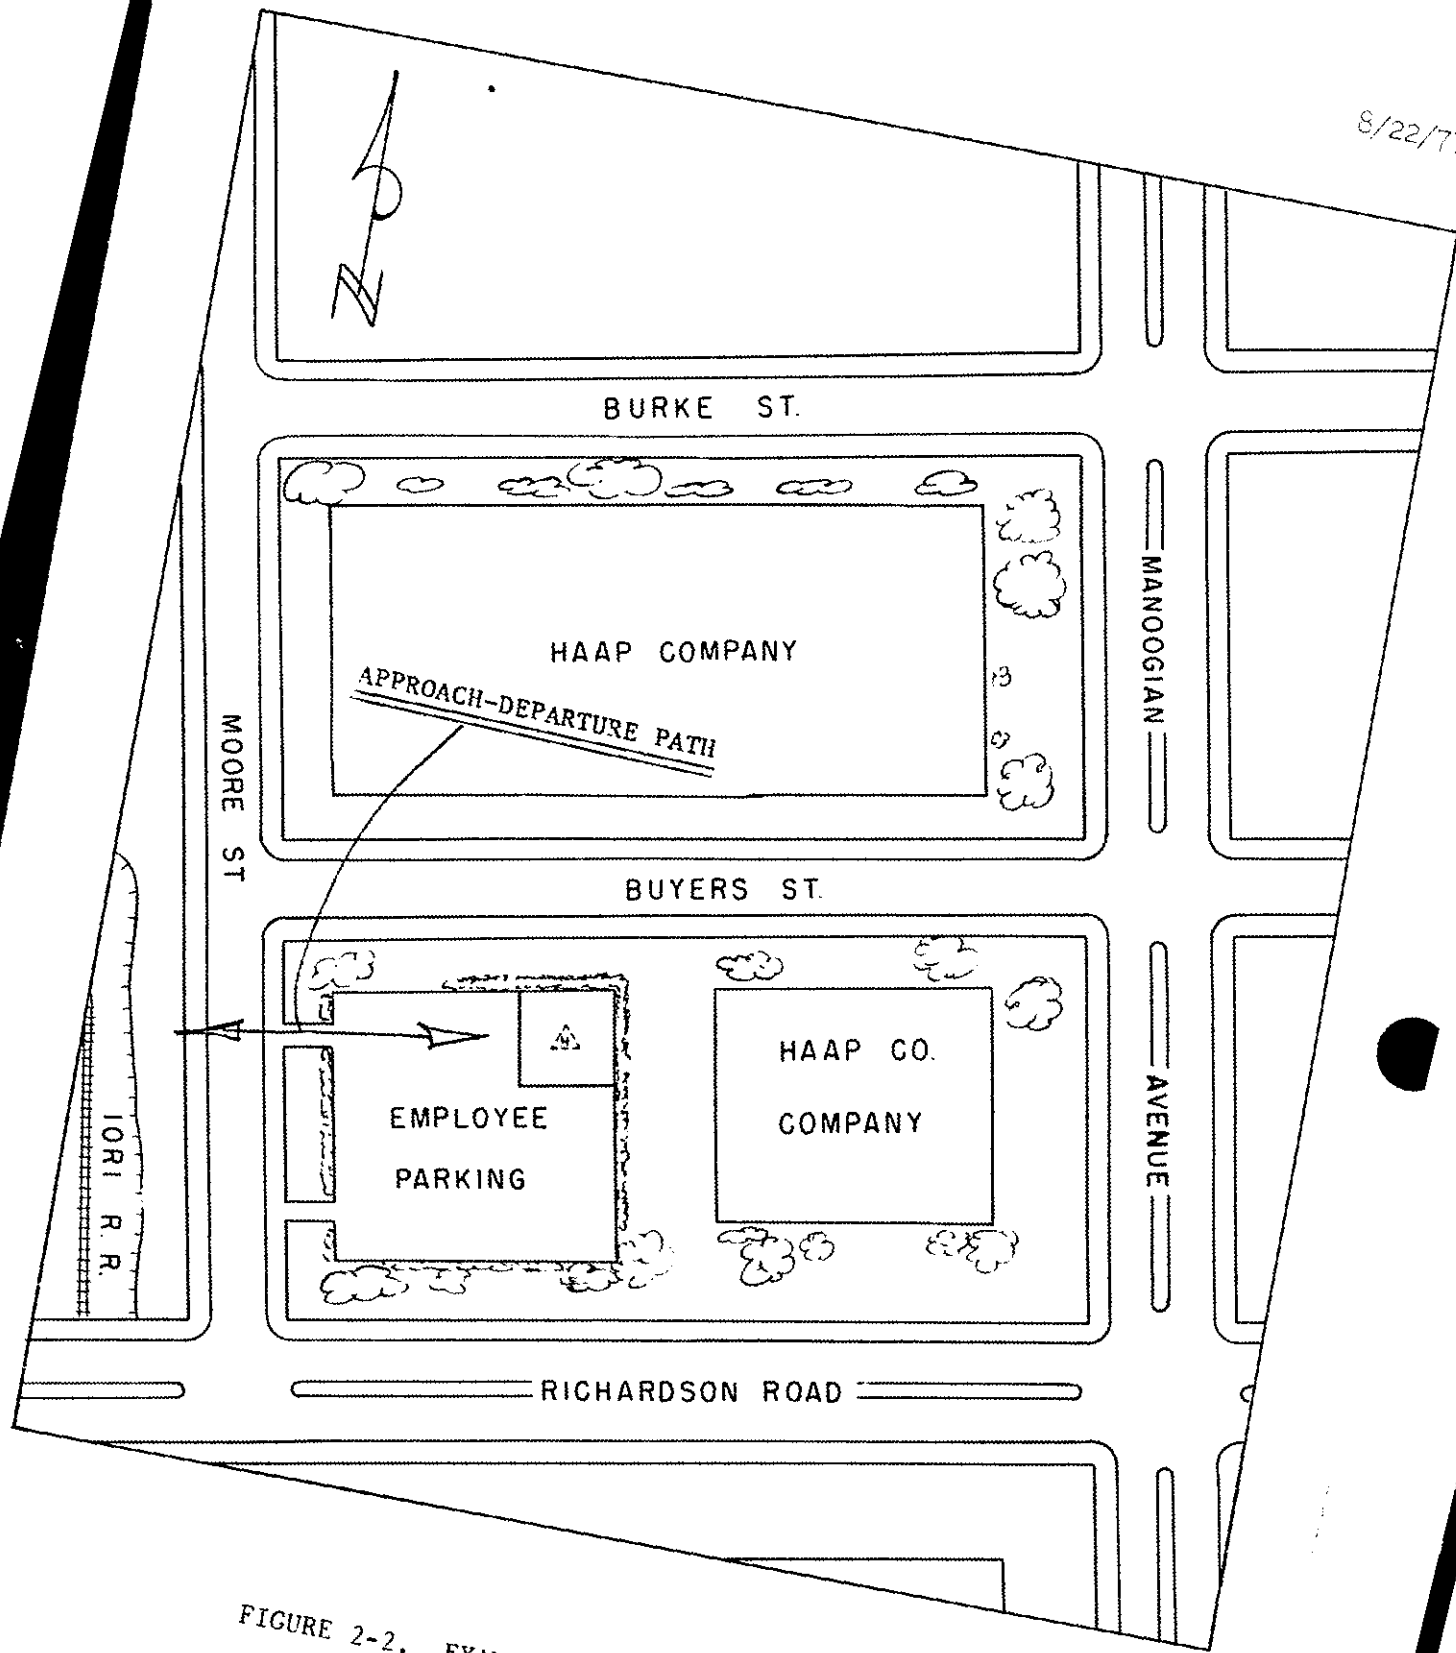 8/22/7
N
BURKE ST.
HAAP COMPANY
APPROACH-DEPARTURE PATH
MANOOGIAN
AVENUE
MOORE ST
BUYERS ST.
H
HAAP CO.
COMPANY
EMPLOYEE
PARKING
IORI R.R.
RICHARDSON ROAD
FIGURE 2-2.